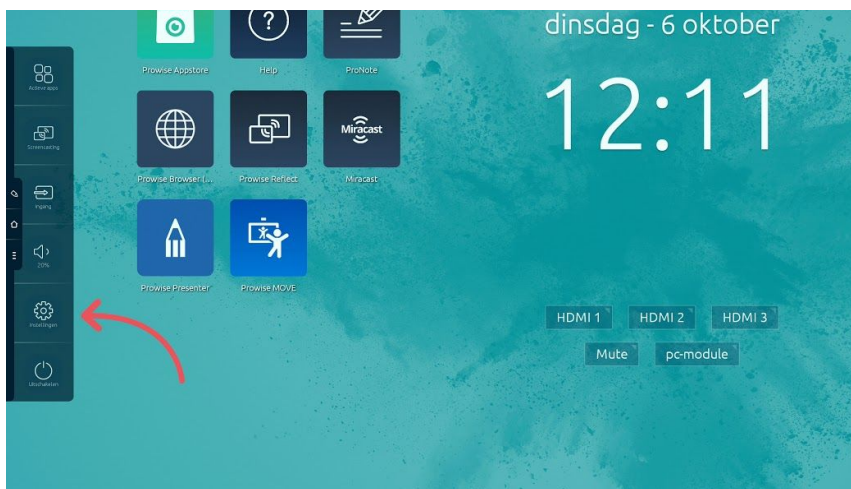 dinsdag - 6 oktober
12:11
Actieve apps
Screencasting
Ingang
20%
Instellingen
Uitschakelen
Prowise Appstore
Help
ProNote
Miracast
Prowise Browser (...
Prowise Reflect
Miracast
Prowise Presenter
Prowise MOVE
HDMI 1
HDMI 2
HDMI 3
Mute
pc-module